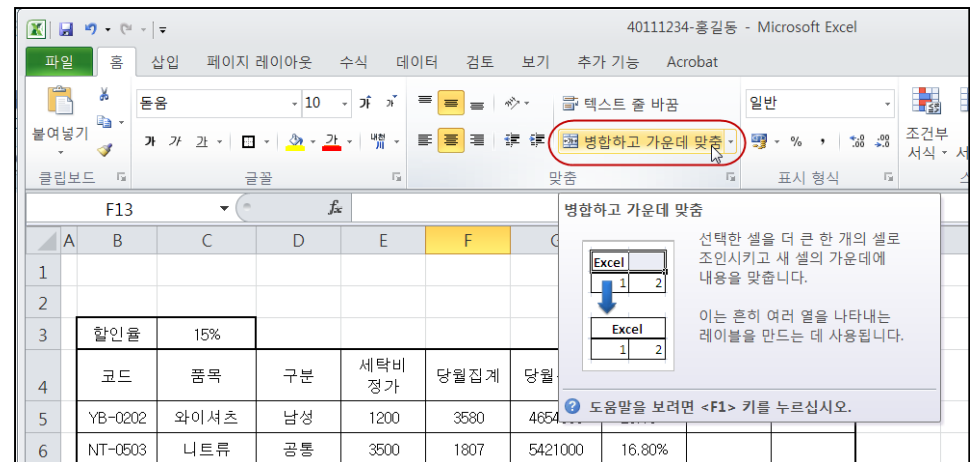 40111234-홍길동 - Microsoft Excel
파일 홈 삽입 페이지 레이아웃 수식 데이터 검토 보기 추가 기능 Acrobat
붙여넣기
돋움 10
가 가 가 가 내천
텍스트 줄 바꿈
병합하고 가운데 맞춤
일반
% ,
조건부
서식
클립보드 글꼴 맞춤 표시 형식
F13 fx
A B C D E F
1
2
3 할인율 15%
4 코드 품목 구분 세탁비 정가 당월집계 당월
5 YB-0202 와이셔츠 남성 1200 3580
6 NT-0503 니트류 공통 3500 1807 5421000 16.80%
병합하고 가운데 맞춤
Excel
1 2
Excel
1 2
선택한 셀을 더 큰 한 개의 셀로
조인시키고 새 셀의 가운데에
내용을 맞춥니다.
이는 흔히 여러 열을 나타내는
레이블을 만드는 데 사용됩니다.
도움말을 보려면 <F1> 키를 누르십시오.